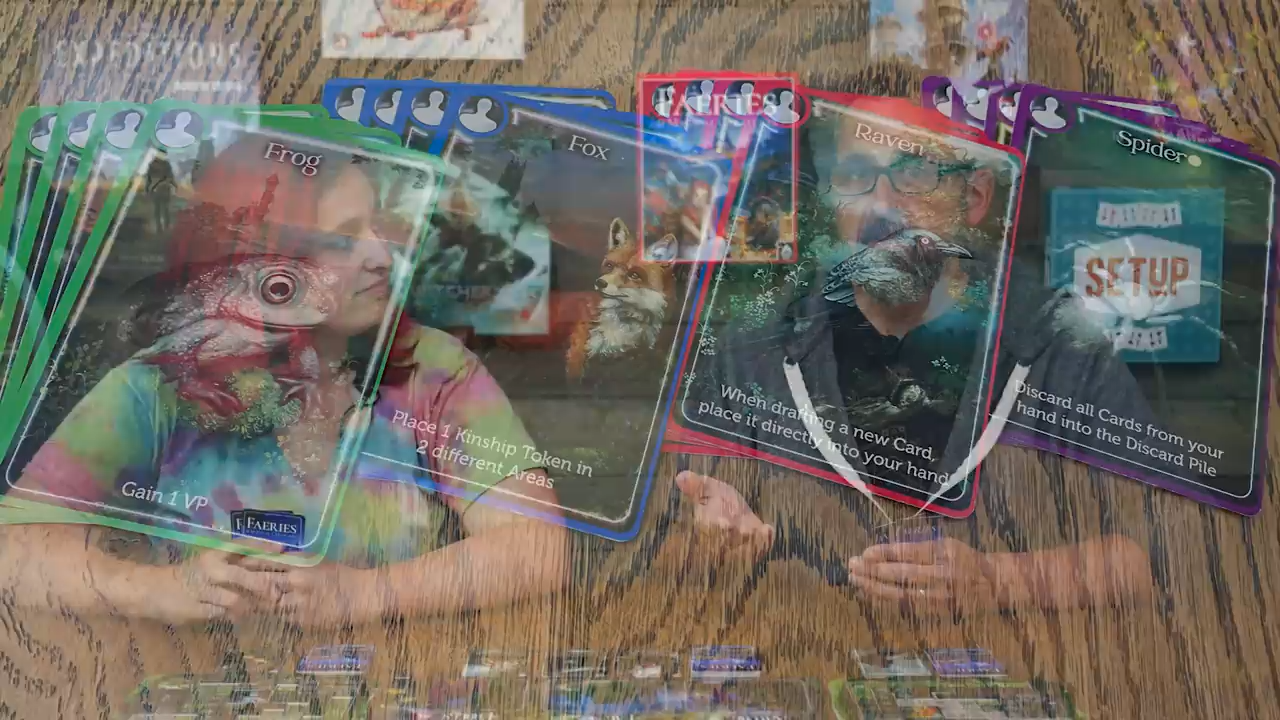 EXPEDITIONS
FAERIES
Frog
Fox
Raven
Spider
SETUP
Gain 1 VP
Place 1 Kinship Token in
2 different Areas
When drafting a new Card,
place it directly into your hand
Discard all Cards from your
hand into the Discard Pile
FAERIES